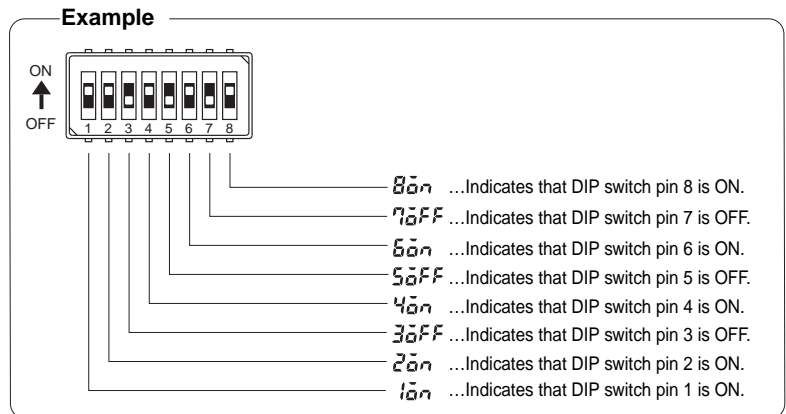 Example
ON
OFF
1 2 3 4 5 6 7 8
8on ...Indicates that DIP switch pin 8 is ON.
7oFF ...Indicates that DIP switch pin 7 is OFF.
6on ...Indicates that DIP switch pin 6 is ON.
5oFF ...Indicates that DIP switch pin 5 is OFF.
4on ...Indicates that DIP switch pin 4 is ON.
3oFF ...Indicates that DIP switch pin 3 is OFF.
2on ...Indicates that DIP switch pin 2 is ON.
1on ...Indicates that DIP switch pin 1 is ON.